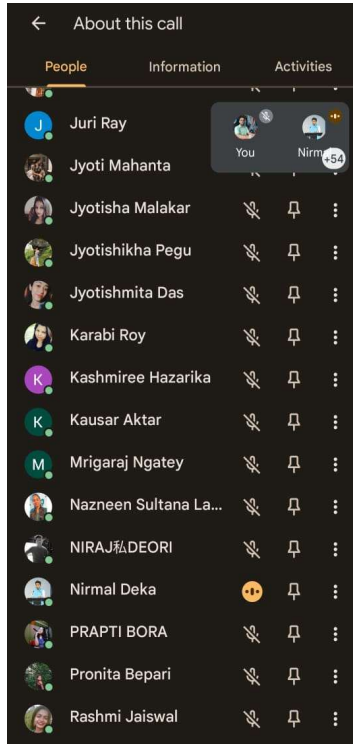 About this call
People Information Activities
Juri Ray
J
You
Nirm
+54
Jyoti Mahanta
Jyotisha Malakar
Jyotishikha Pegu
Jyotishmita Das
Karabi Roy
K
Kashmiree Hazarika
K
Kausar Aktar
M
Mrigaraj Ngatey
Nazneen Sultana La...
NIRAJ私DEORI
Nirmal Deka
PRAPTI BORA
Pronita Bepari
Rashmi Jaiswal